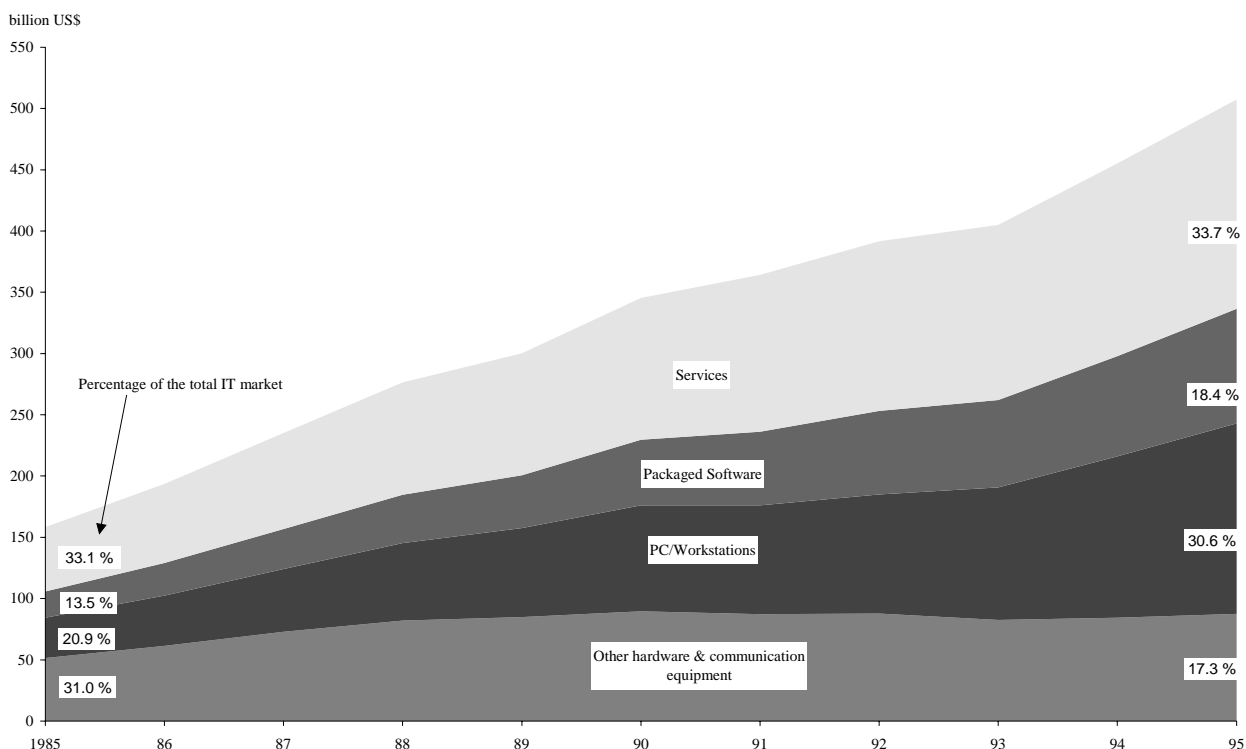 billion US$
550
500
450
400
350
300
250
200
150
100
50
0
Percentage of the total IT market
Services
Packaged Software
PC/Workstations
Other hardware & communication
equipment
33.1 %
13.5 %
20.9 %
31.0 %
33.7 %
18.4 %
30.6 %
17.3 %
1985 86 87 88 89 90 91 92 93 94 95